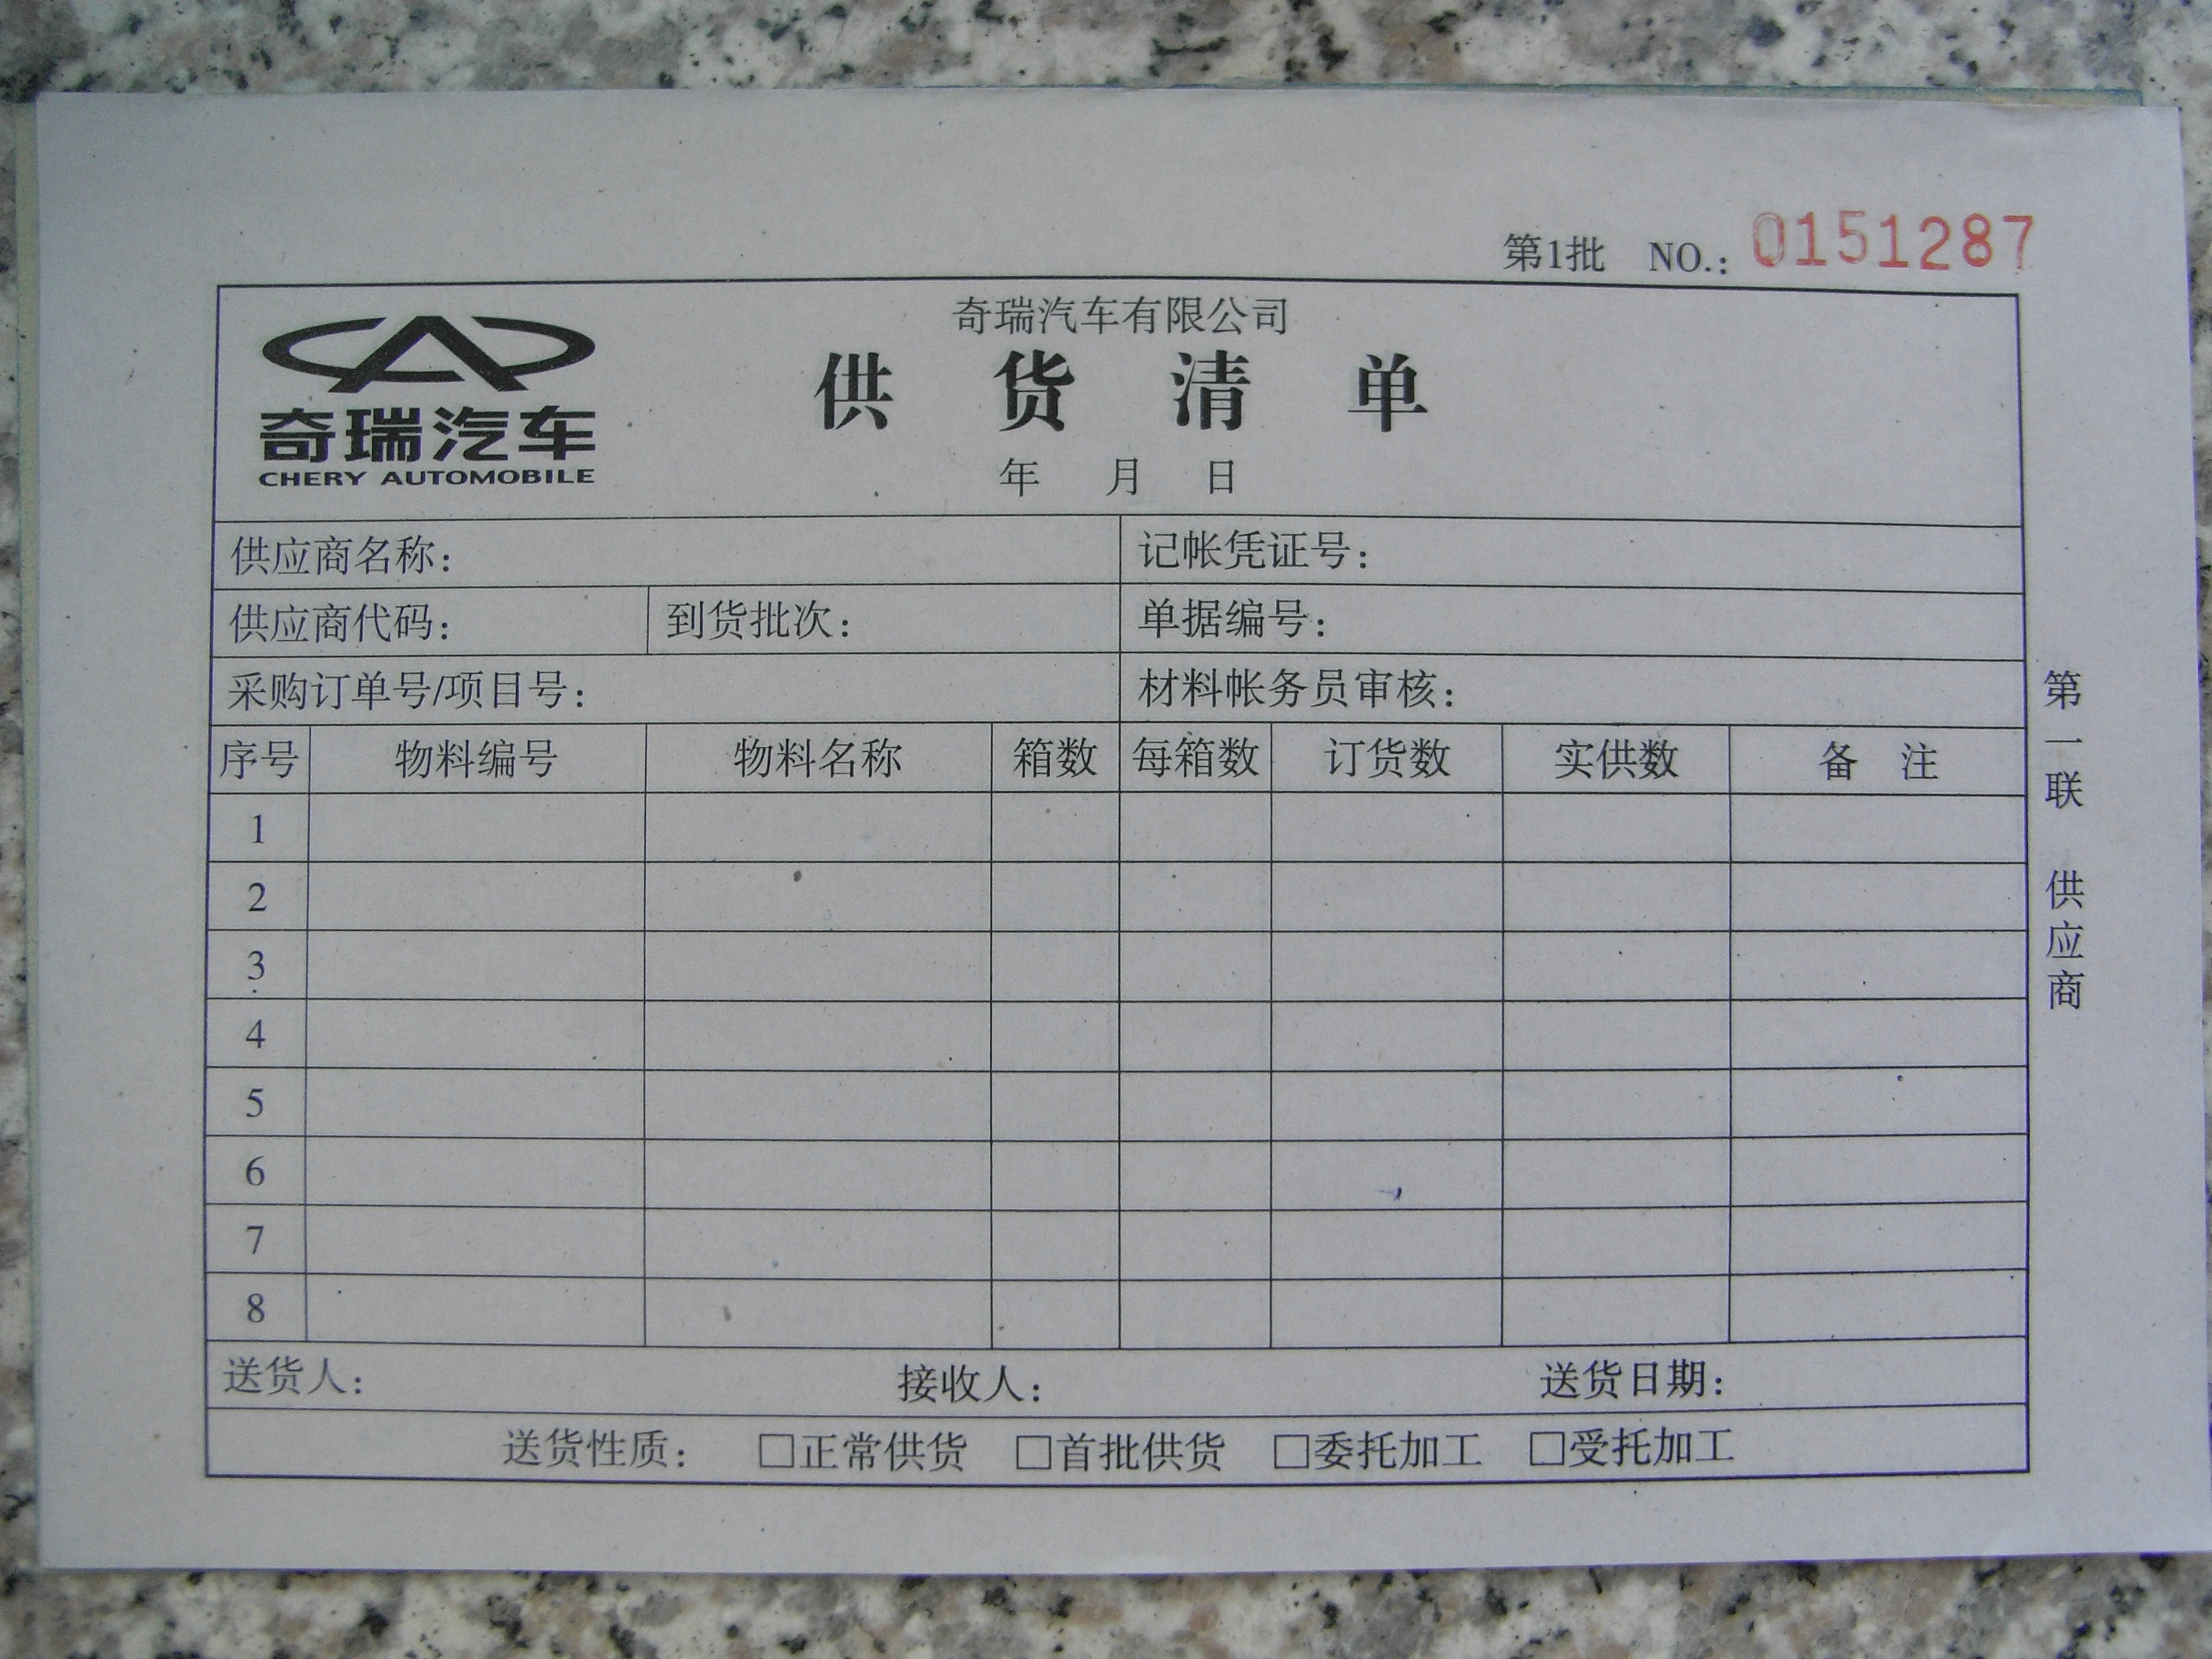 第1批 NO.: 0151287
奇瑞汽车有限公司
奇瑞汽车
CHERY AUTOMOBILE
供货清单
年 月 日
供应商名称: 记帐凭证号:
供应商代码: 到货批次: 单据编号:
采购订单号/项目号: 材料帐务员审核:
序号 物料编号 物料名称 箱数 每箱数 订货数 实供数 备 注
1
2
3
4
5
6
7
8
送货人: 接收人: 送货日期:
送货性质: □正常供货 □首批供货 □委托加工 □受托加工
第一联 供应商